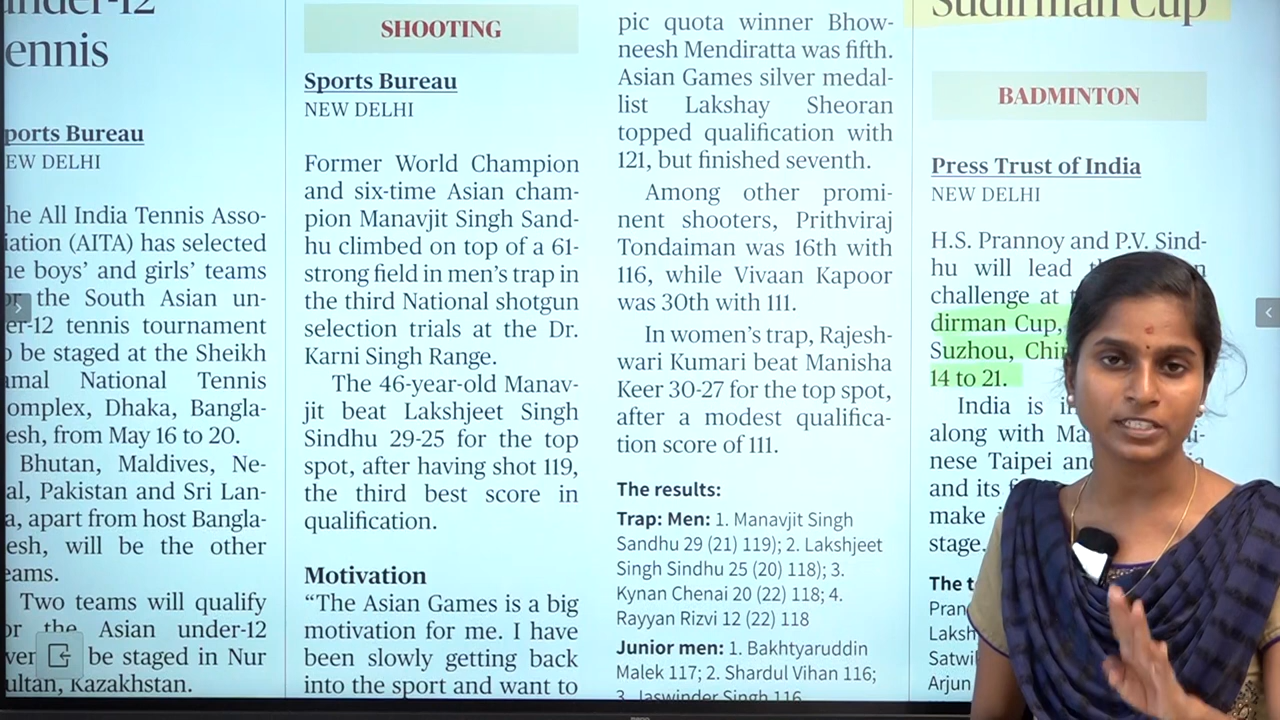 under-12
ennis
ports Bureau
EW DELHI
he All India Tennis Asso-
iation (AITA) has selected
he boys' and girls' teams
or the South Asian un-
er-12 tennis tournament
o be staged at the Sheikh
amal National Tennis
omplex, Dhaka, Bangla-
esh, from May 16 to 20.
Bhutan, Maldives, Ne-
al, Pakistan and Sri Lan-
a, apart from host Bangla-
esh, will be the other
eams.
Two teams will qualify
or the Asian under-12
be staged in Nur
ultan, Kazakhstan.
SHOOTING
Sports Bureau
NEW DELHI
Former World Champion
and six-time Asian cham-
pion Manavjit Singh Sand-
hu climbed on top of a 61-
strong field in men's trap in
the third National shotgun
selection trials at the Dr.
Karni Singh Range.
The 46-year-old Manav-
jit beat Lakshjeet Singh
Sindhu 29-25 for the top
spot, after having shot 119,
the third best score in
qualification.
Motivation
“The Asian Games is a big
motivation for me. I have
been slowly getting back
into the sport and want to
pic quota winner Bhow-
neesh Mendiratta was fifth.
Asian Games silver medal-
list Lakshay Sheoran
topped qualification with
121, but finished seventh.
Among other promi-
nent shooters, Prithviraj
Tondaiman was 16th with
116, while Vivaan Kapoor
was 30th with 111.
In women's trap, Rajesh-
wari Kumari beat Manisha
Keer 30-27 for the top spot,
after a modest qualifica-
tion score of 111.
The results:
Trap: Men: 1. Manavjit Singh
Sandhu 29 (21) 119); 2. Lakshjeet
Singh Sindhu 25 (20) 118); 3.
Kynan Chenai 20 (22) 118; 4.
Rayyan Rizvi 12 (22) 118
Junior men: 1. Bakhtyaruddin
Malek 117; 2. Shardul Vihan 116;
3. Jaswinder Singh 116
Sudirman Cup
BADMINTON
Press Trust of India
NEW DELHI
H.S. Prannoy and P.V. Sind-
hu will lead
challenge at
dirman Cup,
Suzhou,
14 to 21.
India is
along with
nese Taipei
and its
make
stage.
The
Satwi
Arjun